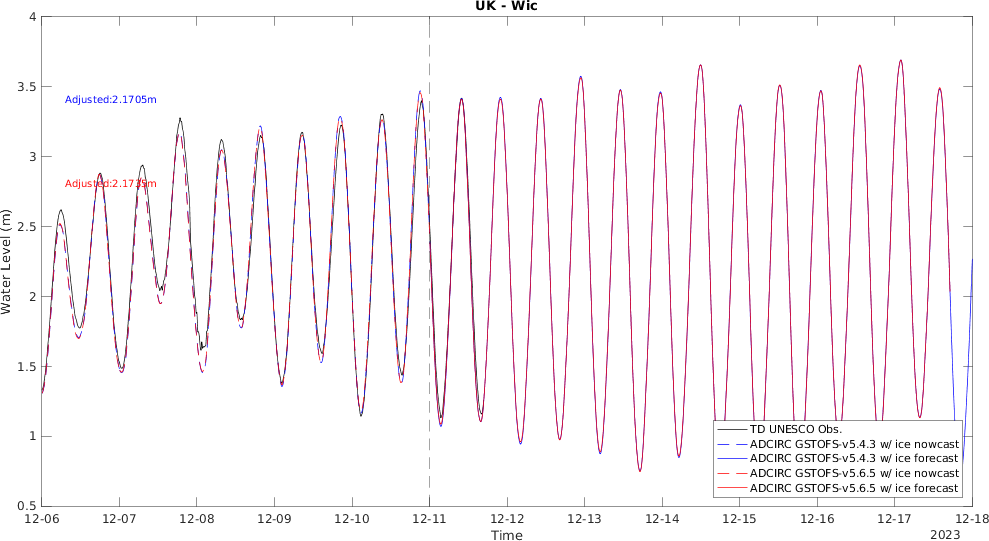 UK - Wic
4
3.5
3
2.5
2
1.5
1
0.5
Water Level (m)
Adjusted:2.1705m
Adjusted:2.1735m
TD UNESCO Obs.
ADCIRC GSTOFS-v5.4.3 w/ ice nowcast
ADCIRC GSTOFS-v5.4.3 w/ ice forecast
ADCIRC GSTOFS-v5.6.5 w/ ice nowcast
ADCIRC GSTOFS-v5.6.5 w/ ice forecast
12-06 12-07 12-08 12-09 12-10 12-11 12-12 12-13 12-14 12-15 12-16 12-17 12-18
Time
2023